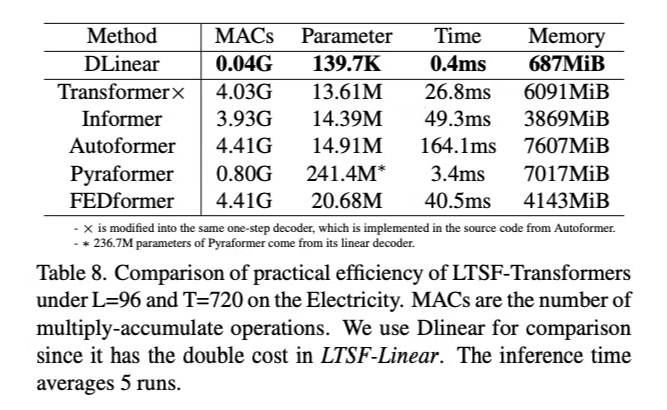 Method MACs Parameter Time Memory
DLinear 0.04G 139.7K 0.4ms 687MiB
Transformer× 4.03G 13.61M 26.8ms 6091MiB
Informer 3.93G 14.39M 49.3ms 3869MiB
Autoformer 4.41G 14.91M 164.1ms 7607MiB
Pyraformer 0.80G 241.4M* 3.4ms 7017MiB
FEDformer 4.41G 20.68M 40.5ms 4143MiB
- × is modified into the same one-step decoder, which is implemented in the source code from Autoformer.
- * 236.7M parameters of Pyraformer come from its linear decoder.
Table 8. Comparison of practical efficiency of LTSF-Transformers
under L=96 and T=720 on the Electricity. MACs are the number of
multiply-accumulate operations. We use Dlinear for comparison
since it has the double cost in LTSF-Linear. The inference time
averages 5 runs.